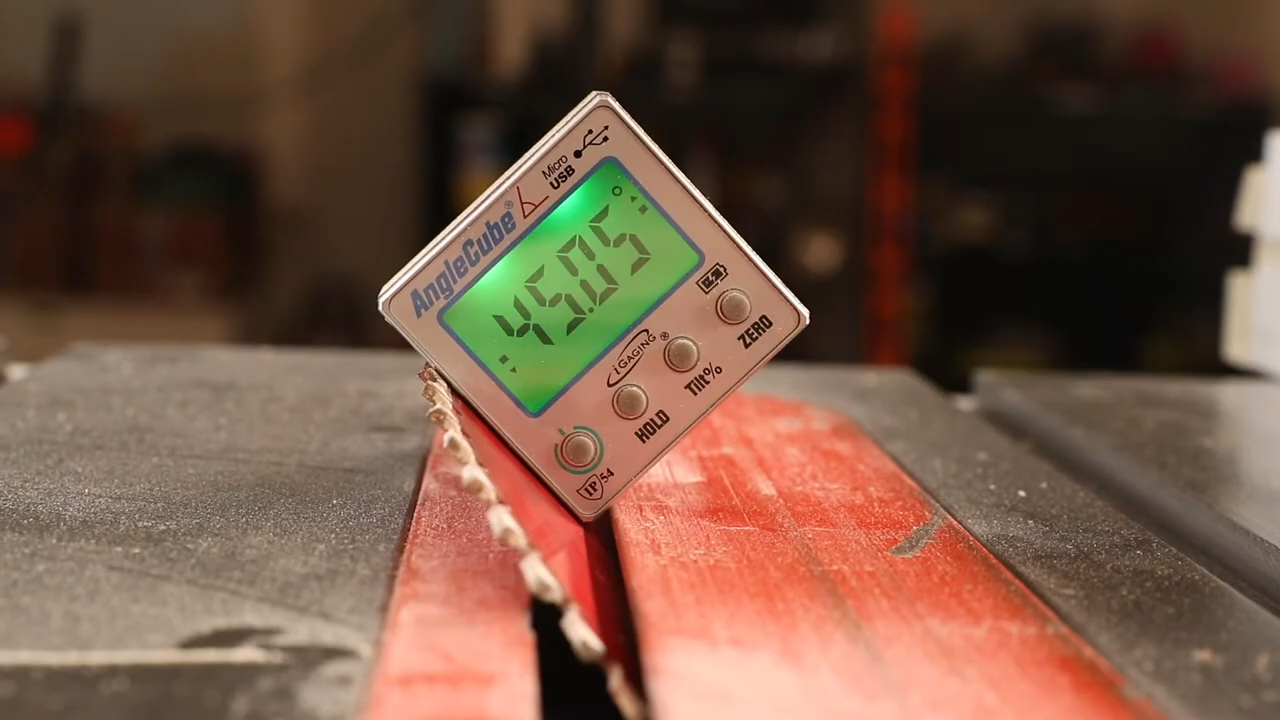 Micro
USB
AngleCube®
45.05°
iGAGING®
ZERO
Tilt%
HOLD
IP54